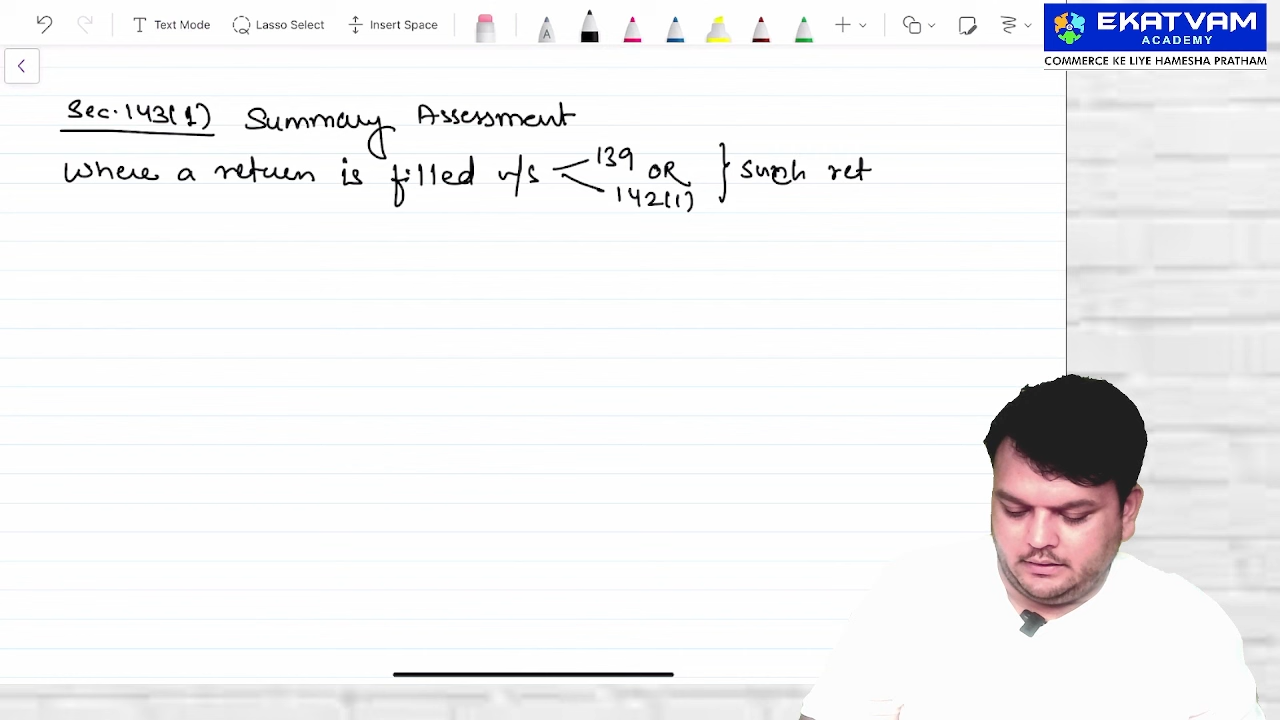 Text Mode Lasso Select Insert Space
A
EKATVAM
ACADEMY
COMMERCE KE LIYE HAMESHA PRATHAM
Sec. 143(1) Summary Assessment
Where a return is filled u/s 139 OR 142(1) } such ret